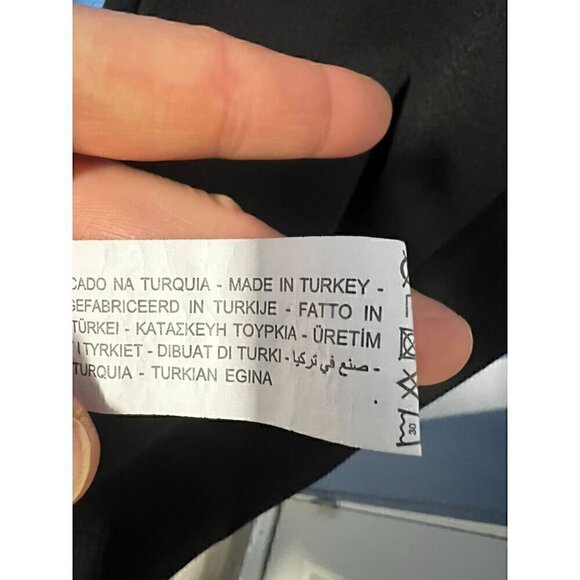 CADO NA TURQUIA - MADE IN TURKEY -
GEFABRICEERD IN TURKIJE - FATTO IN
TÜRKEI - ΚΑΤΑΣΚΕΥΗ ΤΟΥΡΚΙΑ - ÜRETİM
I TYRKIET - DIBUAT DI TURKI - صنع في تركيا -
TURQUIA - TURKIAN EGINA
30